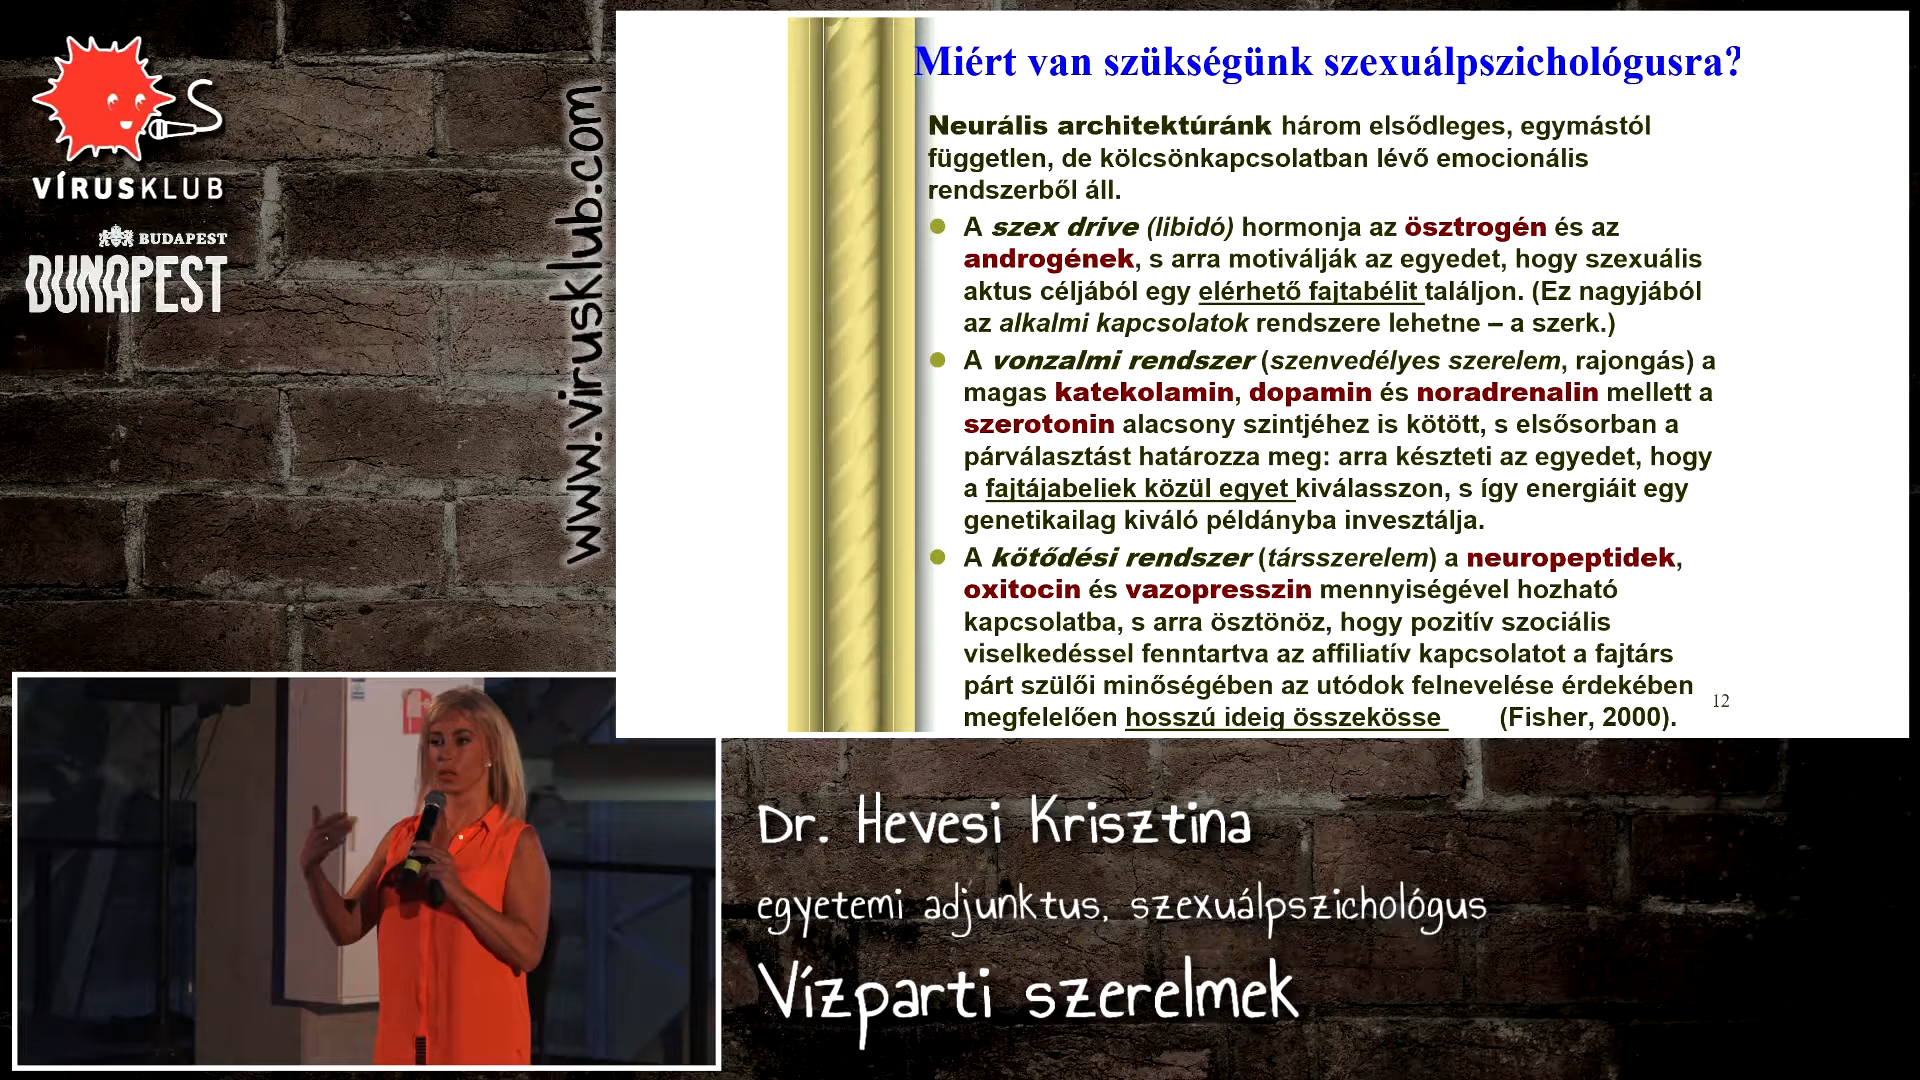 VÍRUSKLUB
BUDAPEST
DUNAPEST
www.virusklub.com
Miért van szükségünk szexuálpszichológusra?
Neurális architektúránk három elsődleges, egymástól
független, de kölcsönkapcsolatban lévő emocionális
rendszerből áll.
A szex drive (libidó) hormonja az ösztrogén és az
androgének, s arra motiválják az egyedet, hogy szexuális
aktus céljából egy elérhető fajtabélit találjon. (Ez nagyjából
az alkalmi kapcsolatok rendszere lehetne – a szerk.)
A vonzalmi rendszer (szenvedélyes szerelem, rajongás) a
magas katekolamin, dopamin és noradrenalin mellett a
szerotonin alacsony szintjéhez is kötött, s elsősorban a
párválasztást határozza meg: arra készteti az egyedet, hogy
a fajtájabeliek közül egyet kiválasszon, s így energiáit egy
genetikailag kiváló példányba invesztálja.
A kötődési rendszer (társszerelem) a neuropeptidek,
oxitocin és vazopresszin mennyiségével hozható
kapcsolatba, s arra ösztönöz, hogy pozitív szociális
viselkedéssel fenntartva az affiliatív kapcsolatot a fajtárs
párt szülői minőségében az utódok felnevelése érdekében
megfelelően hosszú ideig összekösse (Fisher, 2000).
12
Dr. Hevesi Krisztina
egyetemi adjunktus, szexuálpszichológus
Vízparti szerelmek